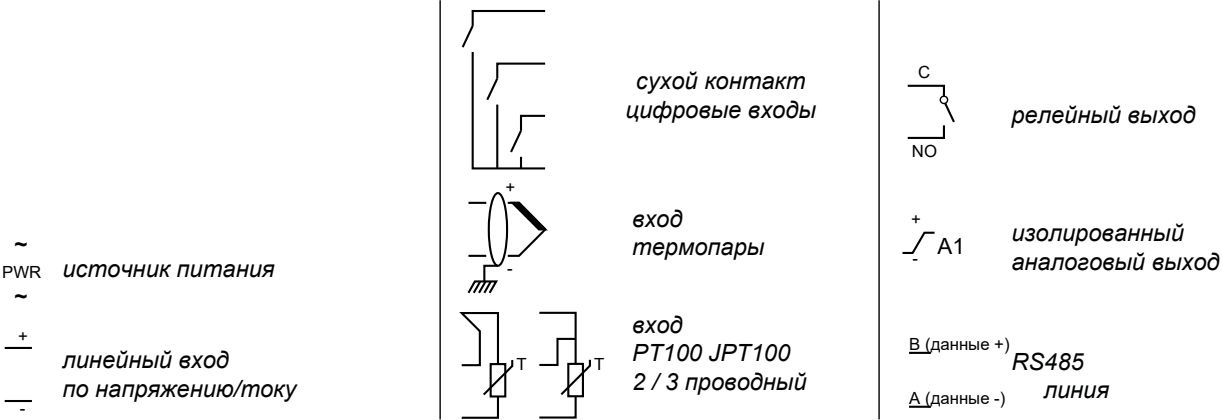 ~
PWR источник питания
~
+
линейный вход
по напряжению/току
-
сухой контакт
цифровые входы
+
вход
термопары
-
вход
PT100 JPT100
2 / 3 проводный
T
T
C
релейный выход
NO
+
изолированный
A1
аналоговый выход
-
B (данные +)
RS485
линия
A (данные -)